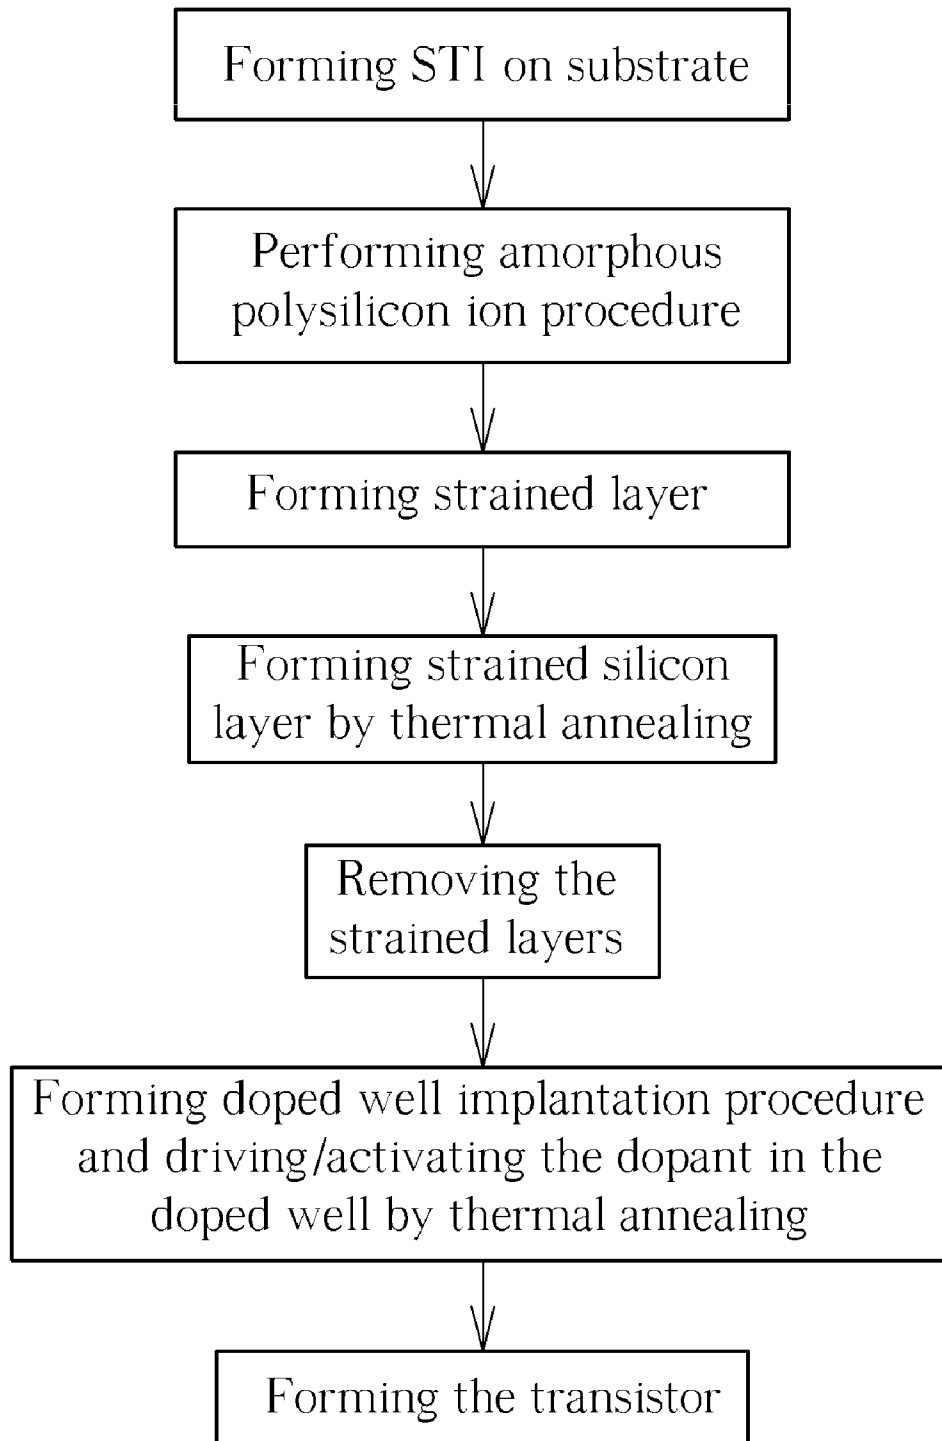 Forming STI on substrate
Performing amorphous
polysilicon ion procedure
Forming strained layer
Forming strained silicon
layer by thermal annealing
Removing the
strained layers
Forming doped well implantation procedure
and driving/activating the dopant in the
doped well by thermal annealing
Forming the transistor